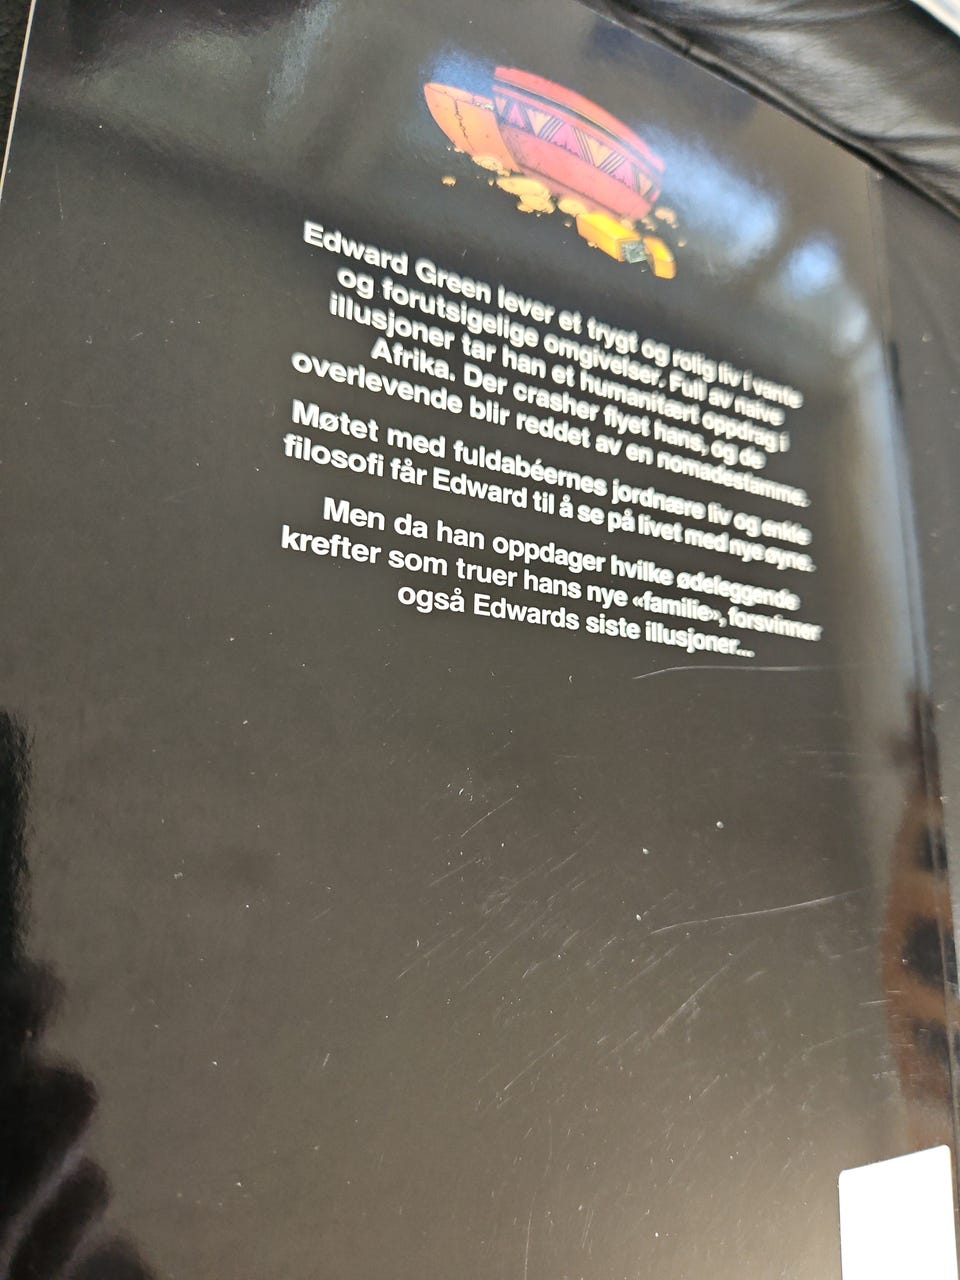 Edward Green lever et trygt og rolig liv i vante
og forutsigelige omgivelser. Full av naive
illusjoner tar han et humanitært oppdrag i
Afrika. Der crasher flyet hans, og de
overlevende blir reddet av en nomadestamme.
Møtet med fuldabéernes jordnære liv og enkle
filosofi får Edward til å se på livet med nye øyne.
Men da han oppdager hvilke ødeleggende
krefter som truer hans nye «familie», forsvinner
også Edwards siste illusjoner...